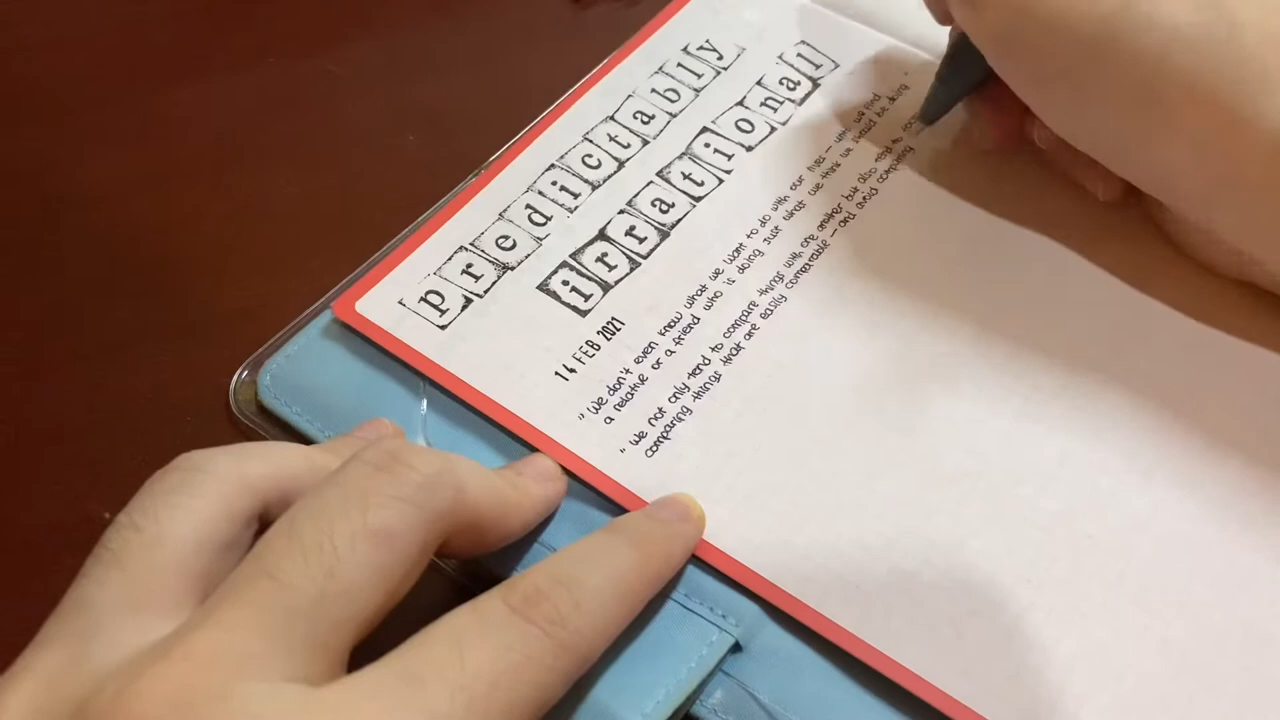 predictably
irrational
14 FEB 2021
" We don't even know what we want to do with our lives — until we find
a relative or a friend who is doing just what we think we should be doing "
" We not only tend to compare things with one another but also tend to
comparing things that are easily comparable — and avoid comparing